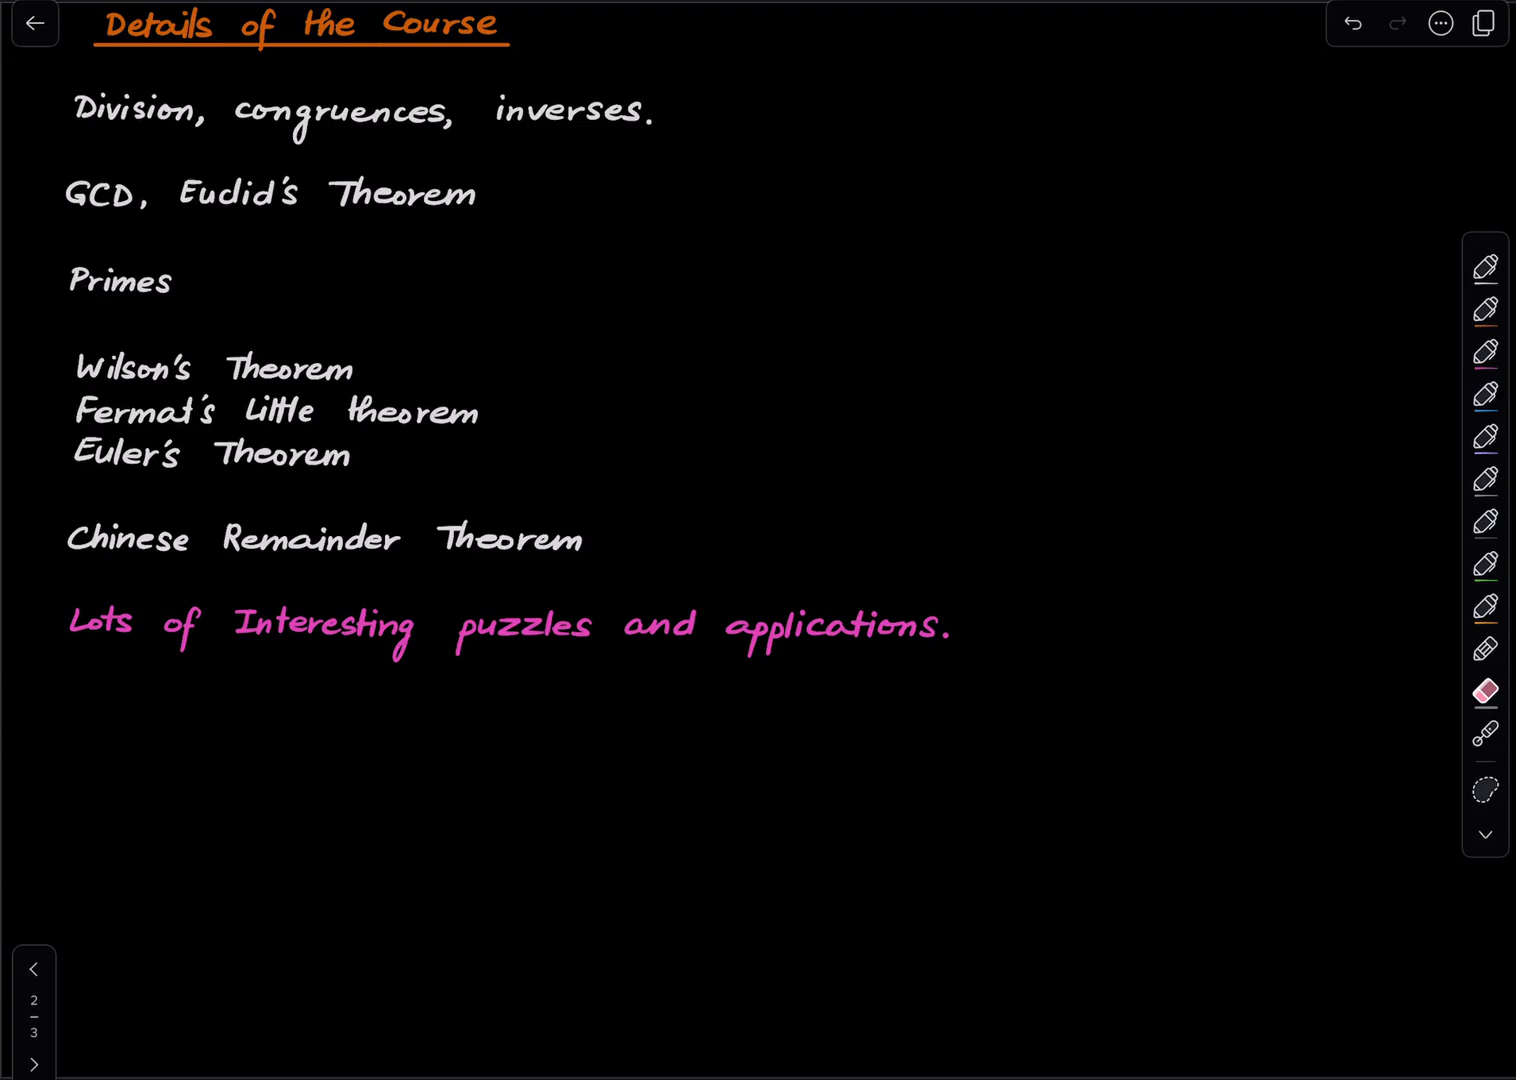 Details of the Course
Division, congruences, inverses.
GCD, Euclid's Theorem
Primes
Wilson's Theorem
Fermat's Little theorem
Euler's Theorem
Chinese Remainder Theorem
Lots of Interesting puzzles and applications.
2
3